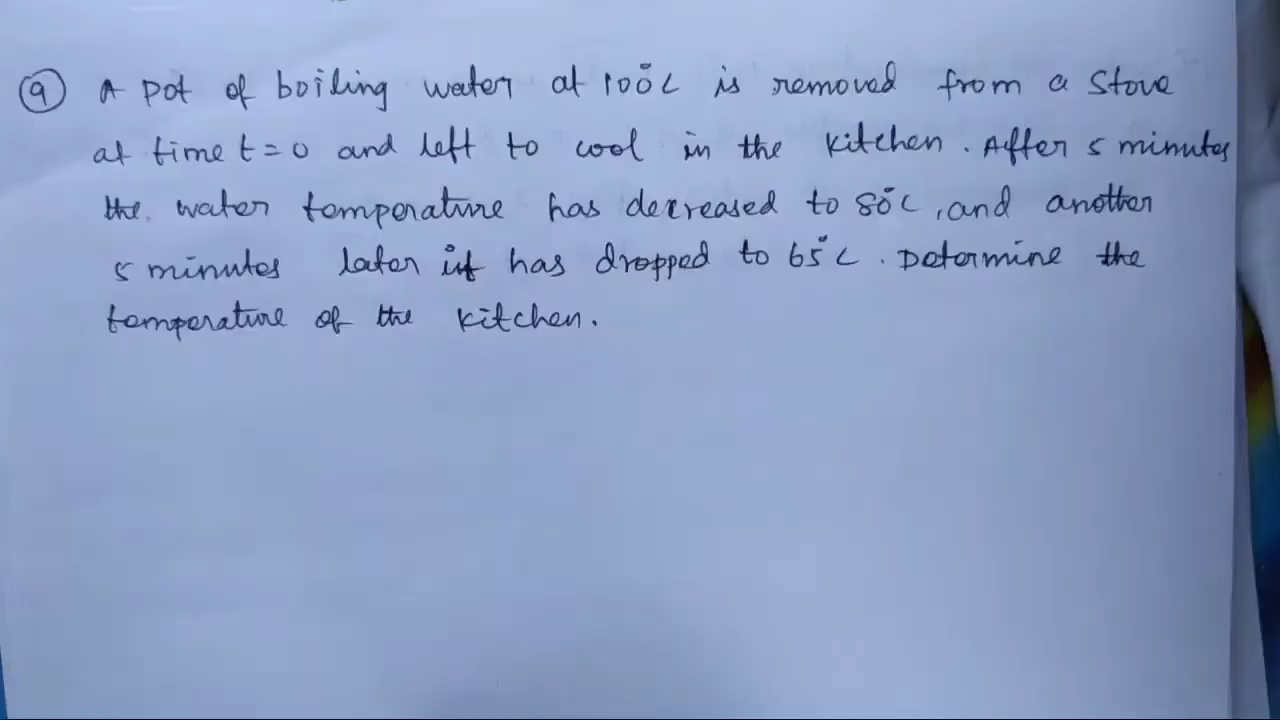 (9) A pot of boiling water at 100°C is removed from a stove
at time t = 0 and left to cool in the kitchen. After 5 minutes
the water temperature has decreased to 80°C, and another
5 minutes later it has dropped to 65°C. Determine the
temperature of the kitchen.